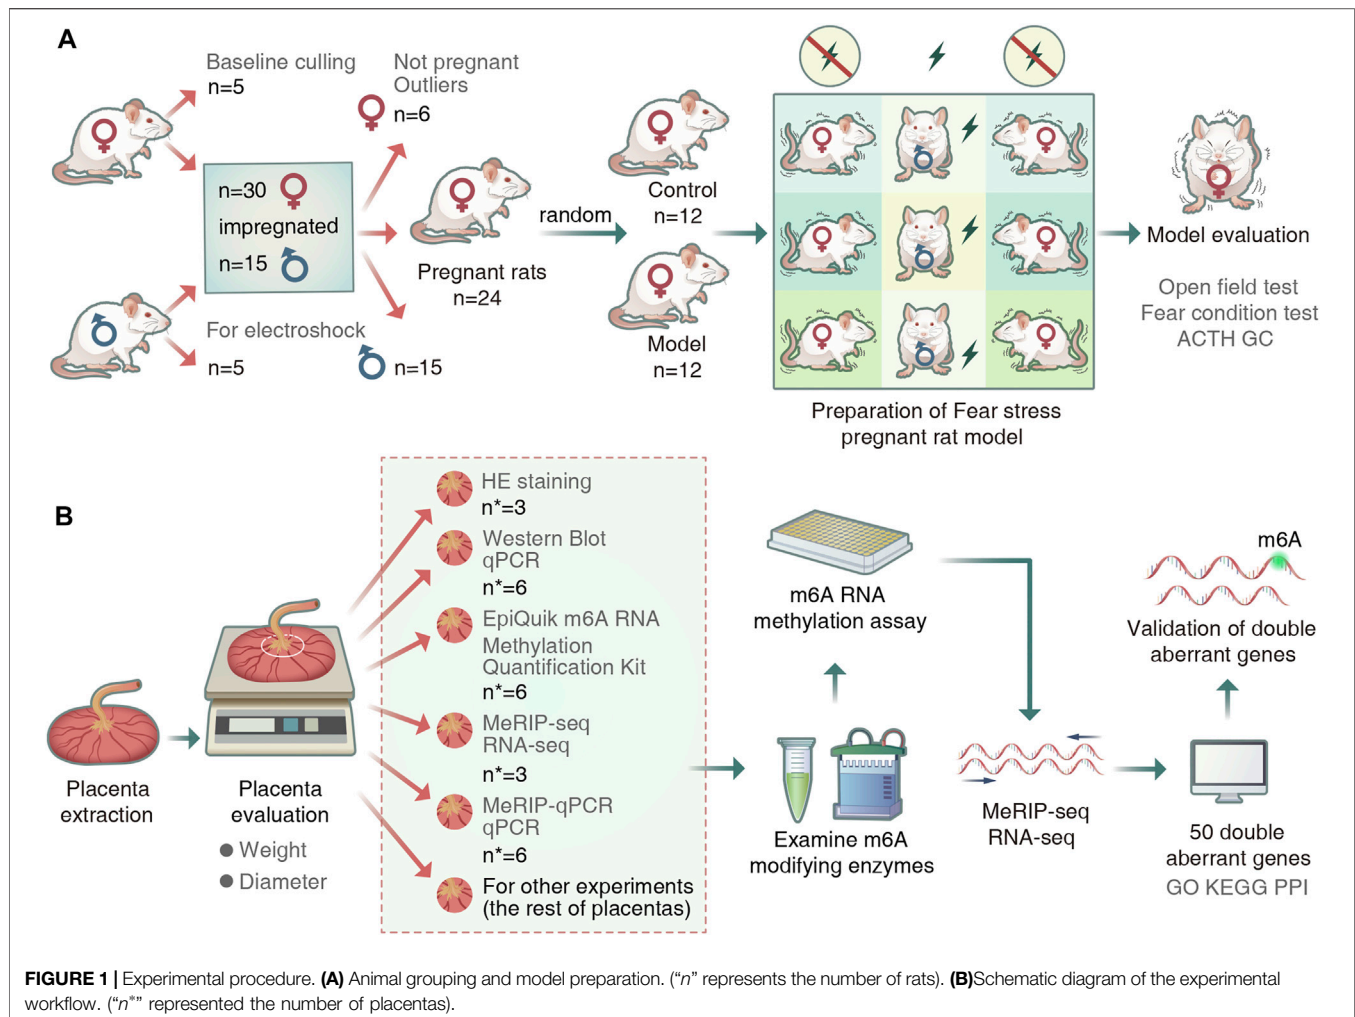 A
Baseline culling
n=5
Not pregnant
Outliers
n=6
n=30
impregnated
n=15
For electroshock
n=5
n=15
Pregnant rats
n=24
random
Control
n=12
Model
n=12
Preparation of Fear stress
pregnant rat model
Model evaluation
Open field test
Fear condition test
ACTH GC
B
Placenta
extraction
Placenta
evaluation
● Weight
● Diameter
HE staining
n*=3
Western Blot
qPCR
n*=6
EpiQuik m6A RNA
Methylation
Quantification Kit
n*=6
MeRIP-seq
RNA-seq
n*=3
MeRIP-qPCR
qPCR
n*=6
For other experiments
(the rest of placentas)
Examine m6A
modifying enzymes
m6A RNA
methylation assay
MeRIP-seq
RNA-seq
50 double
aberrant genes
GO KEGG PPI
m6A
Validation of double
aberrant genes
FIGURE 1 | Experimental procedure. (A) Animal grouping and model preparation. (“n” represents the number of rats). (B)Schematic diagram of the experimental
workflow. (“n*” represented the number of placentas).